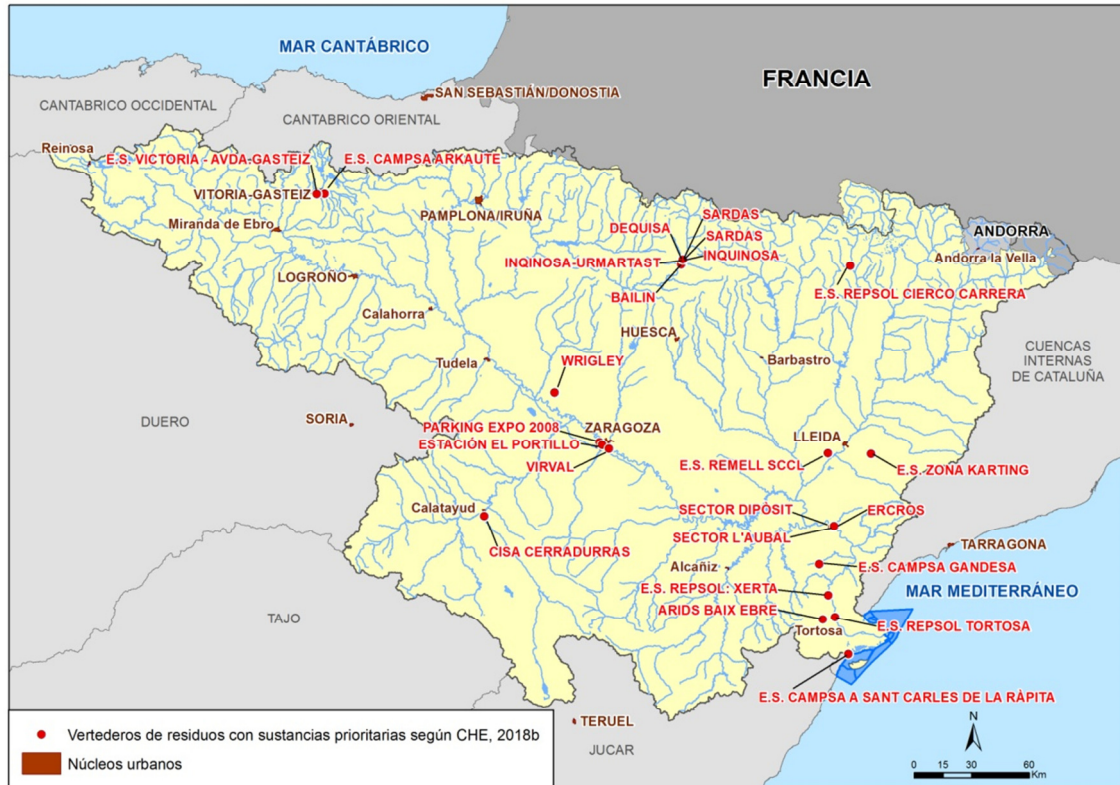 MAR CANTÁBRICO
FRANCIA
SAN SEBASTIÁN/DONOSTIA
CANTABRICO OCCIDENTAL
CANTABRICO ORIENTAL
Reinosa
E.S. VICTORIA - AVDA-GASTEIZ
E.S. CAMPSA ARKAUTE
VITORIA-GASTEIZ
PAMPLONA/IRUÑA
Miranda de Ebro
SARDAS
DEQUISA
SARDAS
INQUINOSA
INQINOSA-URMARTAST
BAILIN
ANDORRA
Andorra la Vella
LOGROÑO
E.S. REPSOL CIERCO CARRERA
Calahorra
HUESCA
Tudela
Barbastro
CUENCAS
INTERNAS
DE CATALUÑA
WRIGLEY
DUERO
SORIA
PARKING EXPO 2008
ZARAGOZA
ESTACIÓN EL PORTILLO
VIRVAL
LLEIDA
E.S. REMELL SCCL
E.S. ZONA KARTING
Calatayud
SECTOR DIPÒSIT
ERCROS
SECTOR L'AUBAL
CISA CERRADURRAS
TARRAGONA
Alcañiz
E.S. CAMPSA GANDESA
E.S. REPSOL: XERTA
MAR MEDITERRÁNEO
ARIDS BAIX EBRE
TAJO
Tortosa
E.S. REPSOL TORTOSA
E.S. CAMPSA A SANT CARLES DE LA RÀPITA
TERUEL
JUCAR
Vertederos de residuos con sustancias prioritarias según CHE, 2018b
Núcleos urbanos
N
0 15 30 60
Km